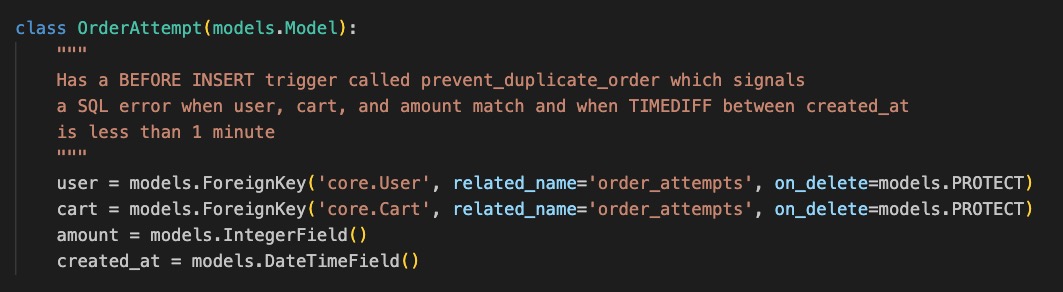 class OrderAttempt(models.Model):
"""
Has a BEFORE INSERT trigger called prevent_duplicate_order which signals
a SQL error when user, cart, and amount match and when TIMEDIFF between created_at
is less than 1 minute
"""
user = models.ForeignKey('core.User', related_name='order_attempts', on_delete=models.PROTECT)
cart = models.ForeignKey('core.Cart', related_name='order_attempts', on_delete=models.PROTECT)
amount = models.IntegerField()
created_at = models.DateTimeField()